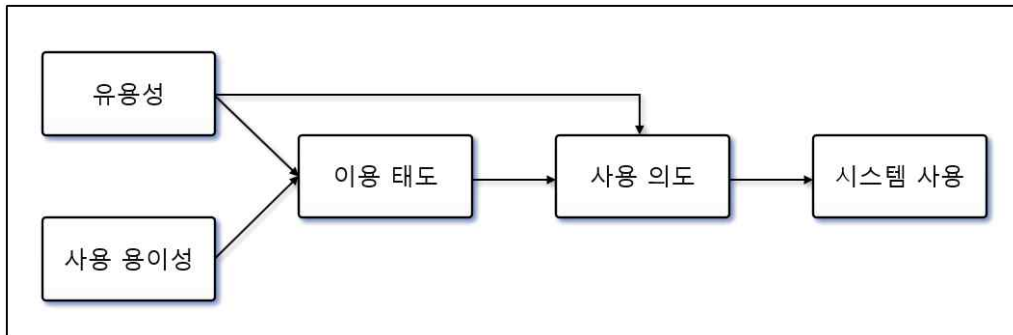 유용성
이용 태도
사용 의도
시스템 사용
사용 용이성